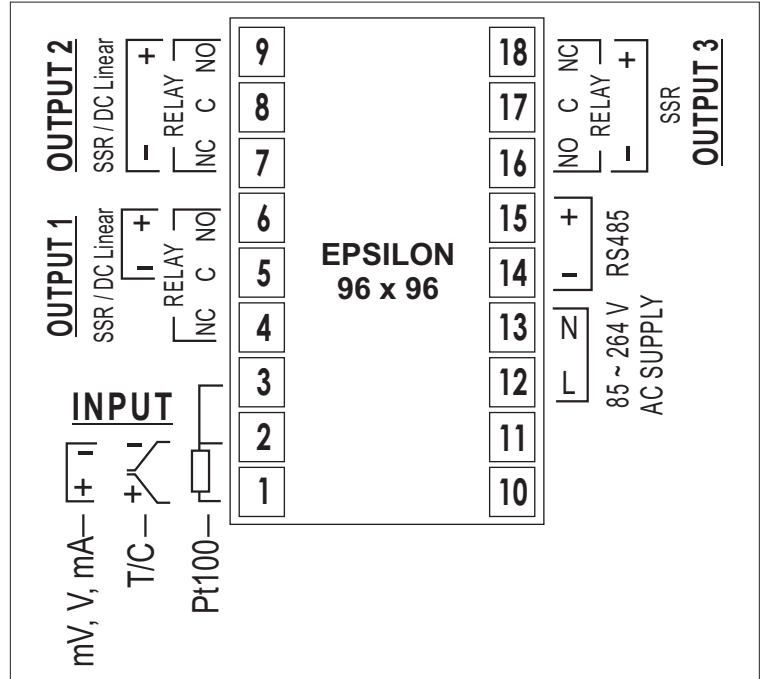 OUTPUT 2
SSR / DC Linear
- +
RELAY
NC C NO
OUTPUT 1
SSR / DC Linear
- +
RELAY
NC C NO
INPUT
mV, V, mA
+ -
T/C
+ -
Pt100
9
8
7
6
5
4
3
2
1
EPSILON
96 x 96
18
17
16
15
14
13
12
11
10
NO C NC
RELAY
- +
SSR
OUTPUT 3
- +
RS485
L N
85 ~ 264 V
AC SUPPLY